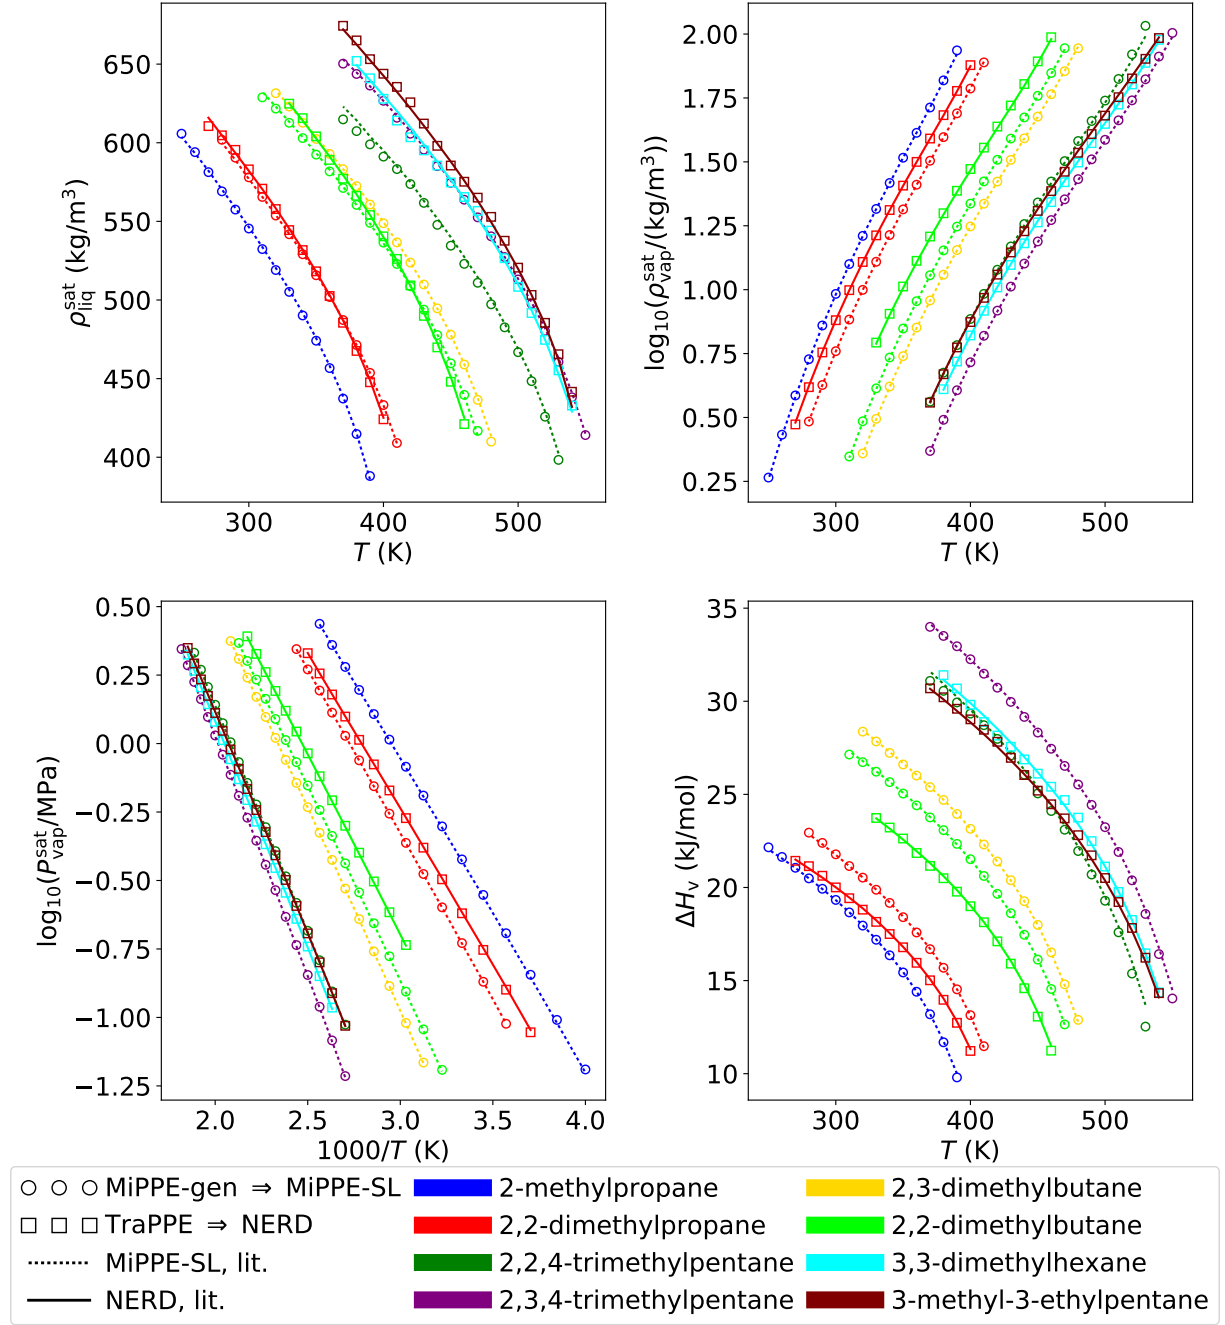 650
600
550
500
450
400
ρ_liq^sat (kg/m³)
300 400 500
T (K)
2.00
1.75
1.50
1.25
1.00
0.75
0.50
0.25
log₁₀(ρ_vap^sat/(kg/m³))
300 400 500
T (K)
0.50
0.25
0.00
−0.25
−0.50
−0.75
−1.00
−1.25
log₁₀(P_vap^sat/MPa)
2.0 2.5 3.0 3.5 4.0
1000/T (K)
35
30
25
20
15
10
ΔH_v (kJ/mol)
300 400 500
T (K)
MiPPE-gen ⇒ MiPPE-SL
TraPPE ⇒ NERD
MiPPE-SL, lit.
NERD, lit.
2-methylpropane
2,2-dimethylpropane
2,2,4-trimethylpentane
2,3,4-trimethylpentane
2,3-dimethylbutane
2,2-dimethylbutane
3,3-dimethylhexane
3-methyl-3-ethylpentane